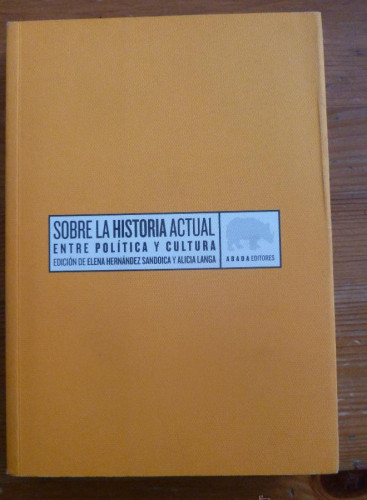 SOBRE LA HISTORIA ACTUAL
ENTRE POLÍTICA Y CULTURA
EDICIÓN DE ELENA HERNÁNDEZ SANDOICA Y ALICIA LANGA
ABADA EDITORES